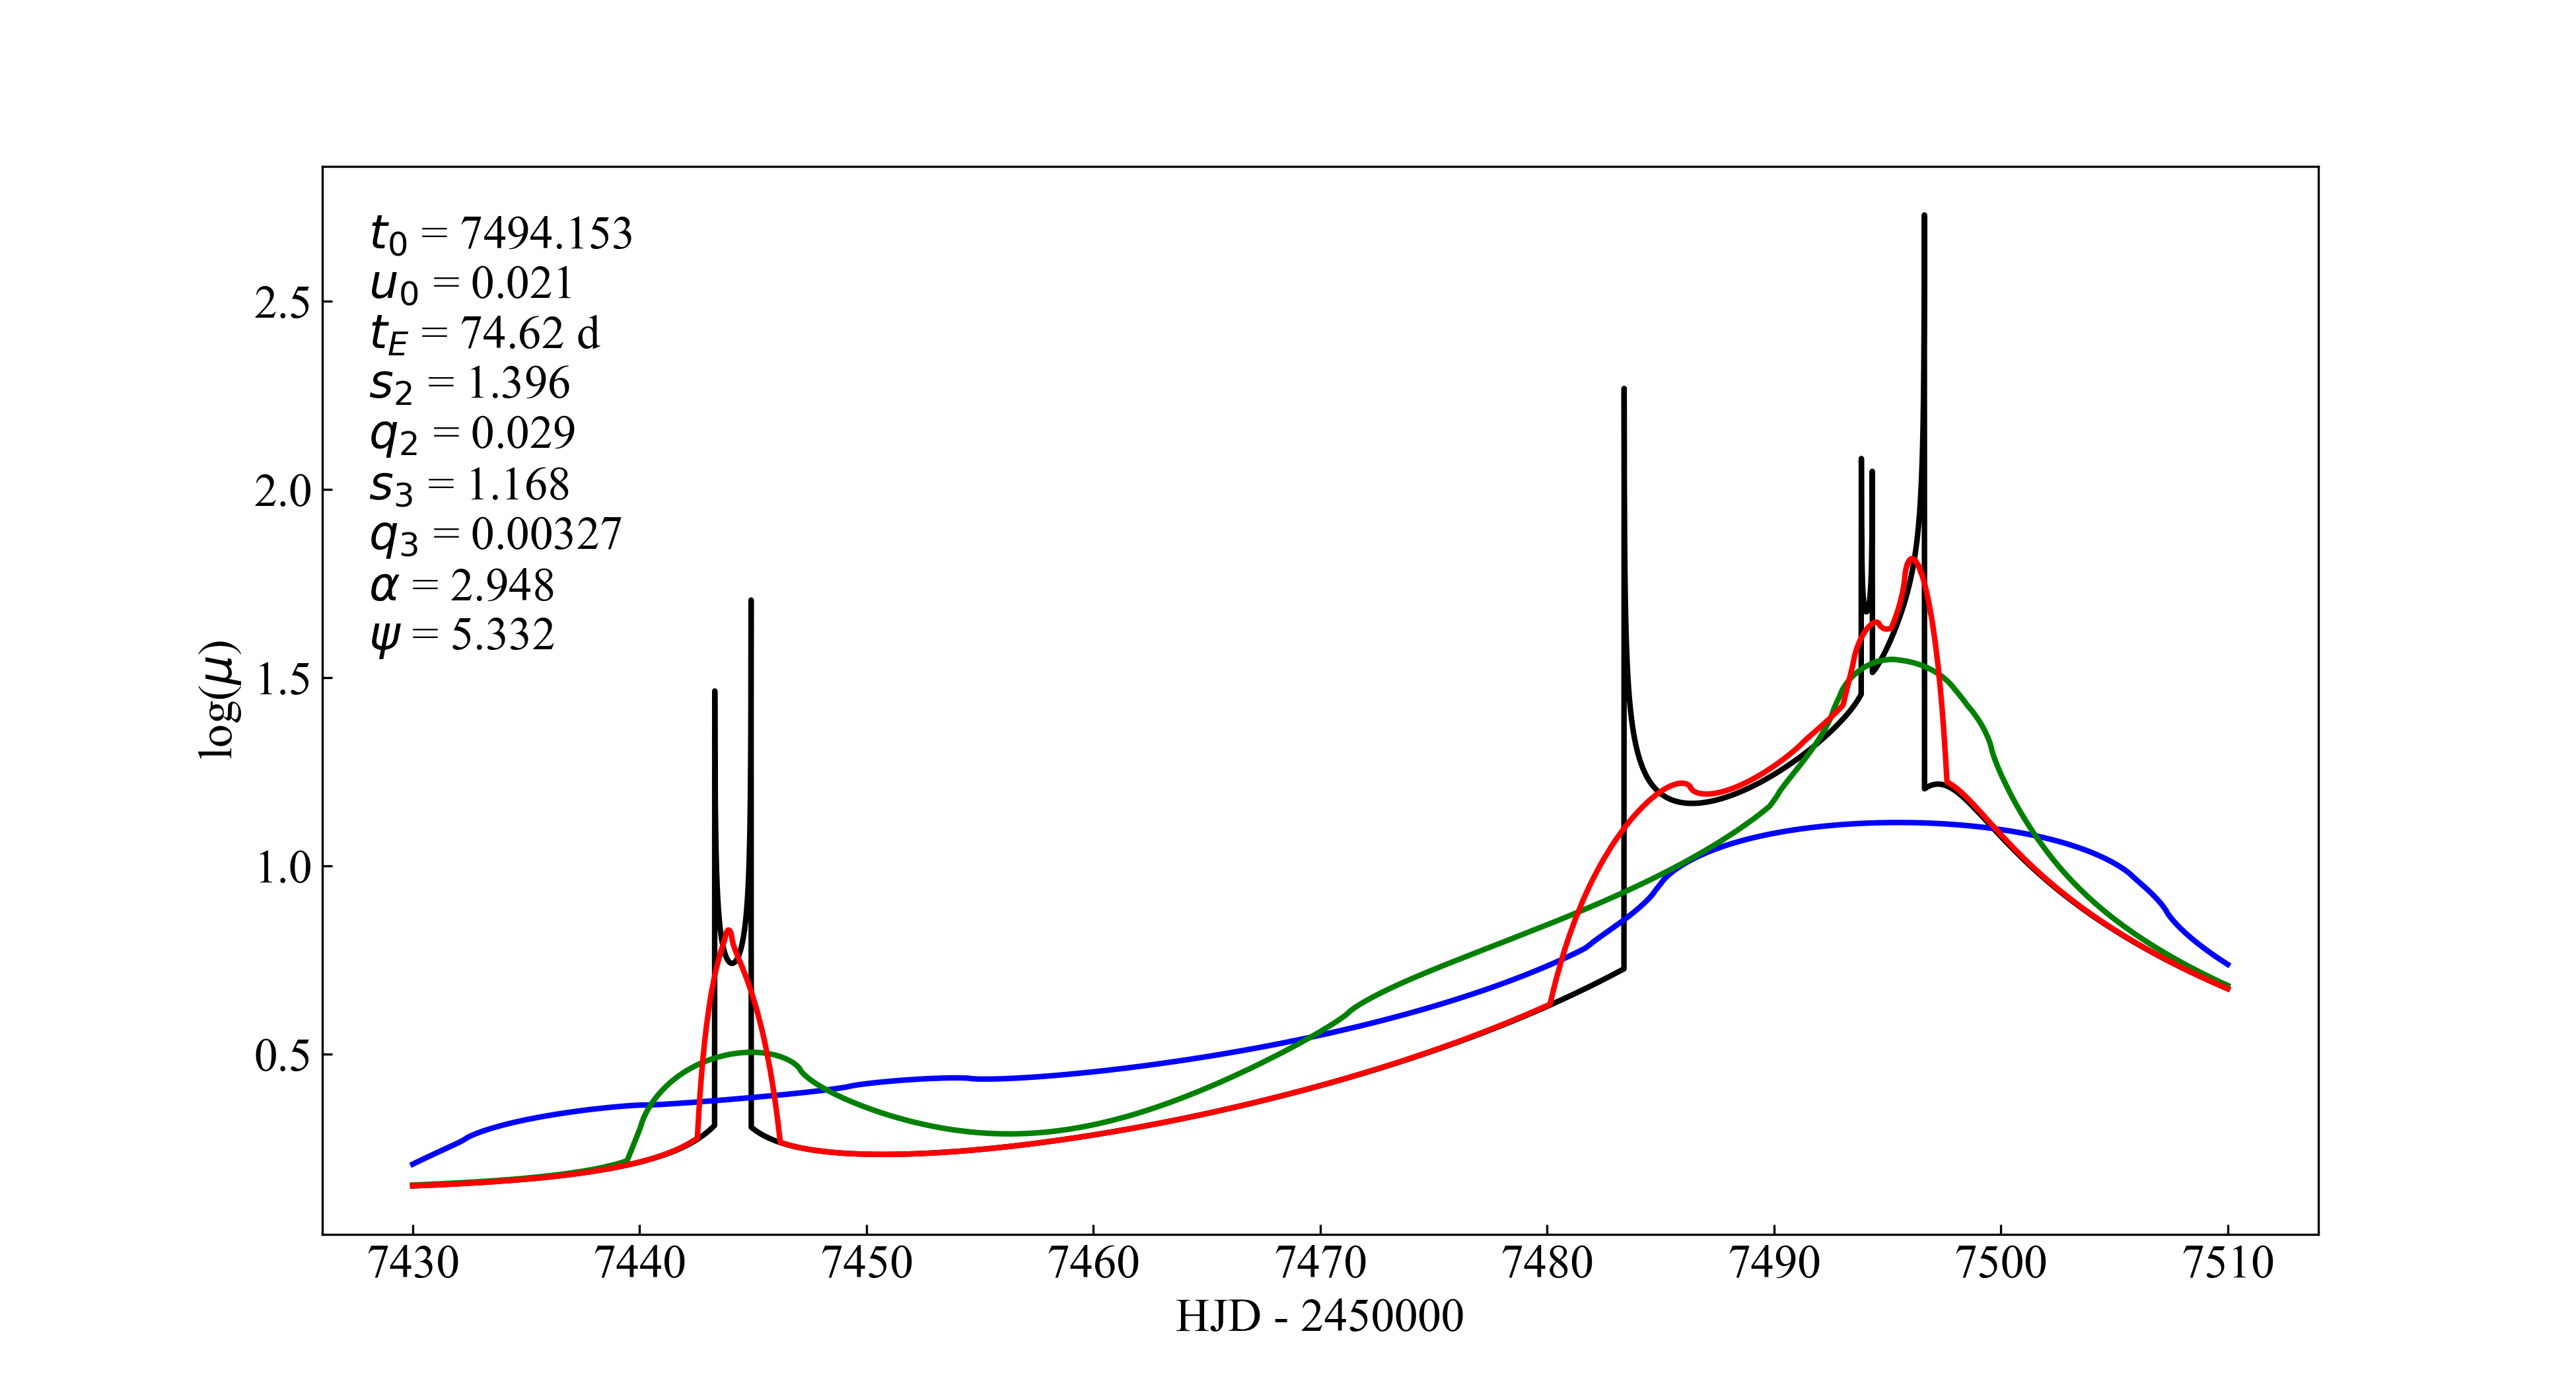 t₀ = 7494.153
u₀ = 0.021
t_E = 74.62 d
s₂ = 1.396
q₂ = 0.029
s₃ = 1.168
q₃ = 0.00327
α = 2.948
ψ = 5.332
log(μ)
2.5
2.0
1.5
1.0
0.5
7430 7440 7450 7460 7470 7480 7490 7500 7510
HJD - 2450000